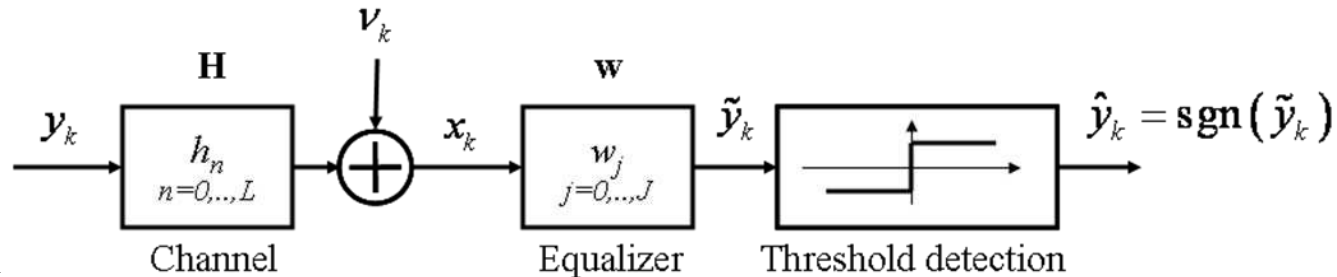 ν_k
H
w
y_k
h_n
n=0,..,L
x_k
w_j
j=0,..,J
ỹ_k
ŷ_k = sgn(ỹ_k)
Channel
Equalizer
Threshold detection